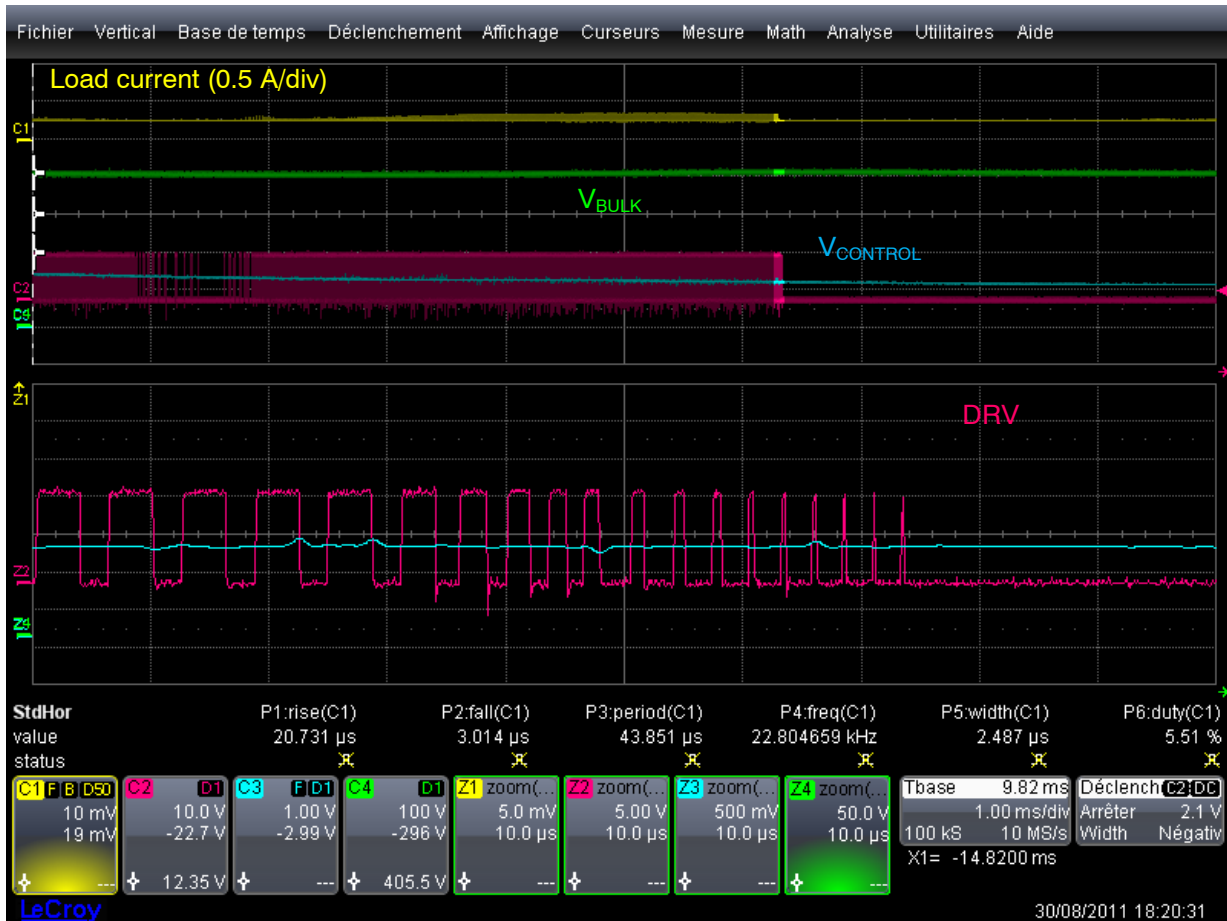 Fichier Vertical Base de temps Déclenchement Affichage Curseurs Mesure Math Analyse Utilitaires Aide
Load current (0.5 A/div)
C1
VBULK
VCONTROL
C2
Z1
DRV
Z2
StdHor P1:rise(C1) P2:fall(C1) P3:period(C1) P4:freq(C1) P5:width(C1) P6:duty(C1)
value 20.731 µs 3.014 µs 43.851 µs 22.804659 kHz 2.487 µs 5.51 %
status
C1 F B D50 C2 D1 C3 F D1 C4 D1 Z1 zoom(... Z2 zoom(... Z3 zoom(... Z4 zoom(... Tbase 9.82 ms Déclench C2 DC
10 mV 10.0 V 1.00 V 100 V 5.0 mV 5.00 V 500 mV 50.0 V 1.00 ms/div Arrêter 2.1 V
19 mV -22.7 V -2.99 V -296 V 10.0 µs 10.0 µs 10.0 µs 10.0 µs 100 kS 10 MS/s Width Négativ
X1= -14.8200 ms
--- 12.35 V --- 405.5 V --- --- --- ---
LeCroy 30/08/2011 18:20:31